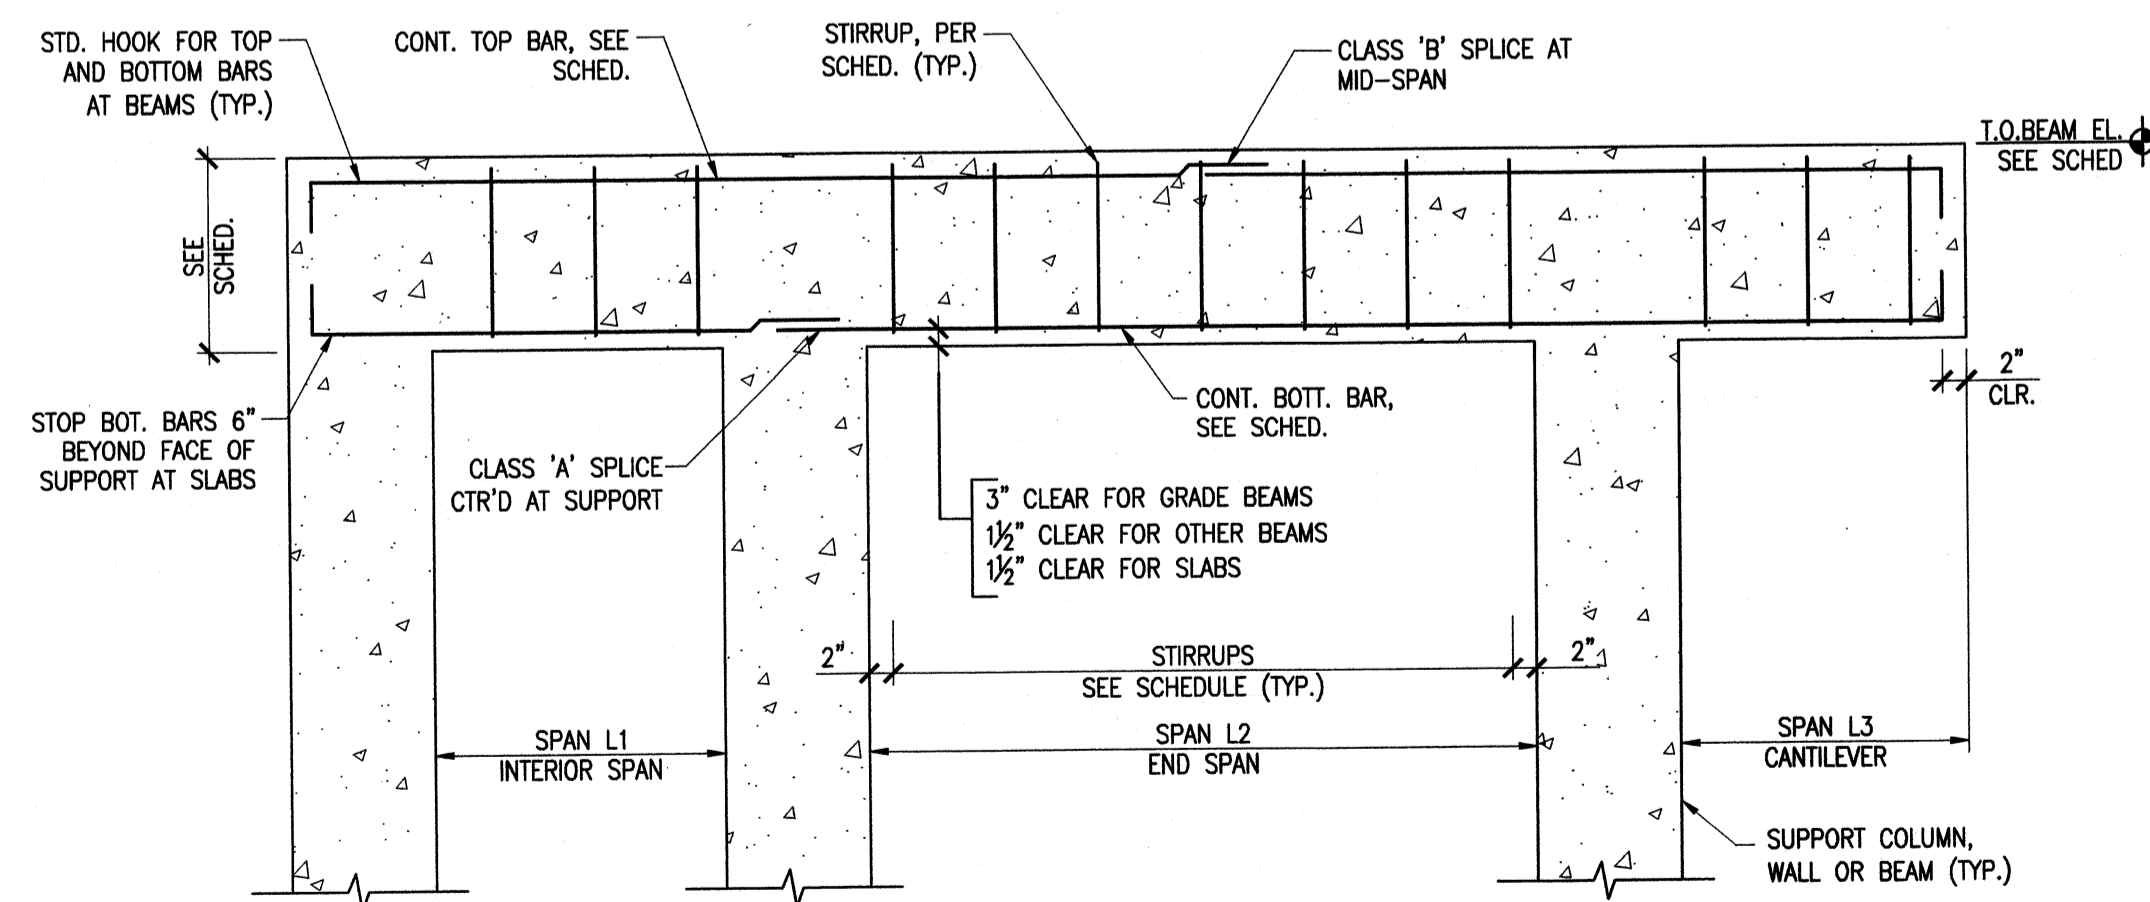 STD. HOOK FOR TOP
AND BOTTOM BARS
AT BEAMS (TYP.)
CONT. TOP BAR, SEE
SCHED.
STIRRUP, PER
SCHED. (TYP.)
CLASS 'B' SPLICE AT
MID-SPAN
T.O.BEAM EL.
SEE SCHED
SEE
SCHED.
2"
CLR.
STOP BOT. BARS 6"
BEYOND FACE OF
SUPPORT AT SLABS
CLASS 'A' SPLICE
CTR'D AT SUPPORT
CONT. BOTT. BAR,
SEE SCHED.
3" CLEAR FOR GRADE BEAMS
1½" CLEAR FOR OTHER BEAMS
1½" CLEAR FOR SLABS
2"
STIRRUPS
SEE SCHEDULE (TYP.)
2"
SPAN L1
INTERIOR SPAN
SPAN L2
END SPAN
SPAN L3
CANTILEVER
SUPPORT COLUMN,
WALL OR BEAM (TYP.)